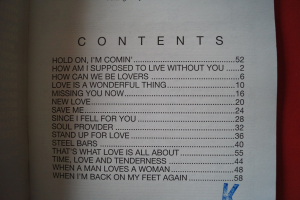 CONTENTS
HOLD ON, I'M COMIN' 52
HOW AM I SUPPOSED TO LIVE WITHOUT YOU 2
HOW CAN WE BE LOVERS 6
LOVE IS A WONDERFUL THING 10
MISSING YOU NOW 16
NEW LOVE 20
SAVE ME 24
SINCE I FELL FOR YOU 28
SOUL PROVIDER 32
STAND UP FOR LOVE 36
STEEL BARS 40
THAT'S WHAT LOVE IS ALL ABOUT 55
TIME, LOVE AND TENDERNESS 44
WHEN A MAN LOVES A WOMAN 48
WHEN I'M BACK ON MY FEET AGAIN 58
K